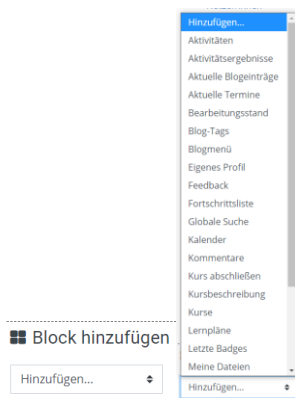 Hinzufügen...
Aktivitäten
Aktivitätsergebnisse
Aktuelle Blogeinträge
Aktuelle Termine
Bearbeitungsstand
Blog-Tags
Blogmenü
Eigenes Profil
Feedback
Fortschrittsliste
Globale Suche
Kalender
Kommentare
Kurs abschließen
Kursbeschreibung
Kurse
Lernpläne
Letzte Badges
Meine Dateien
Hinzufügen...
Block hinzufügen
Hinzufügen...